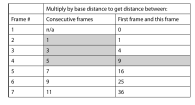 Multiply by base distance to get distance between:
Frame # Consecutive frames First frame and this frame
1 n/a 0
2 1 1
3 3 4
4 5 9
5 7 16
6 9 25
7 11 36